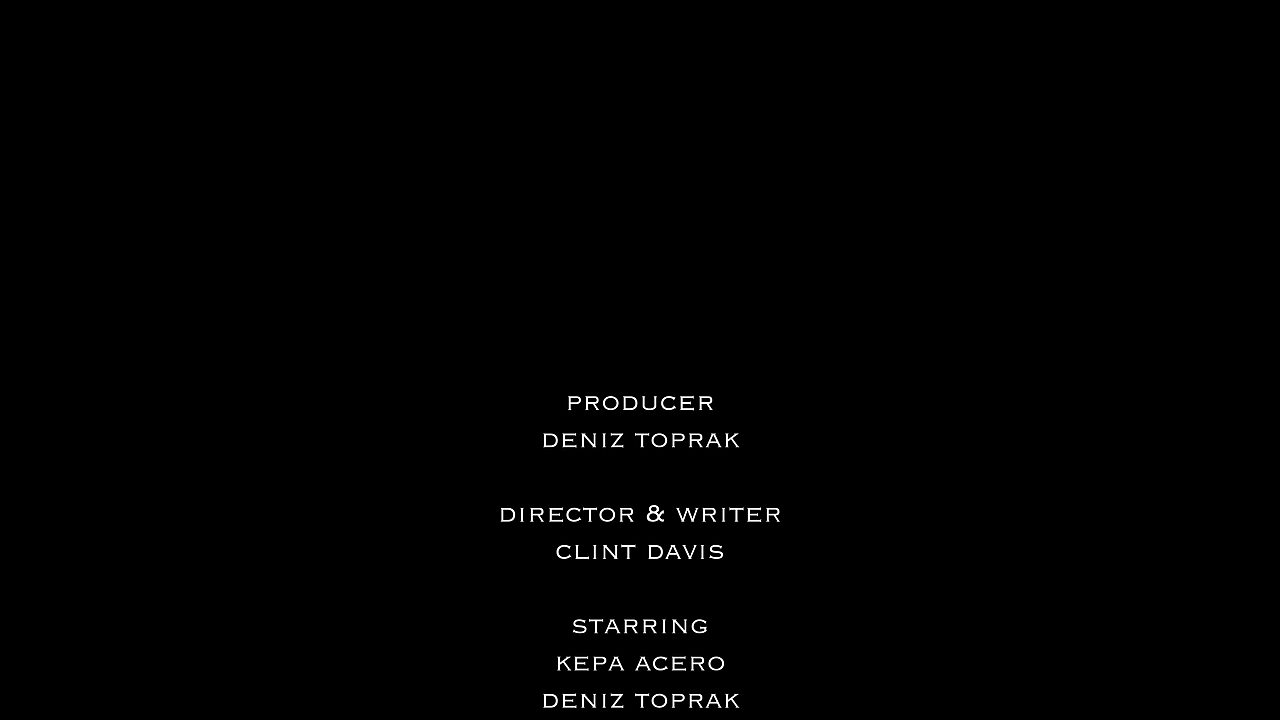 PRODUCER
DENIZ TOPRAK
DIRECTOR & WRITER
CLINT DAVIS
STARRING
KEPA ACERO
DENIZ TOPRAK